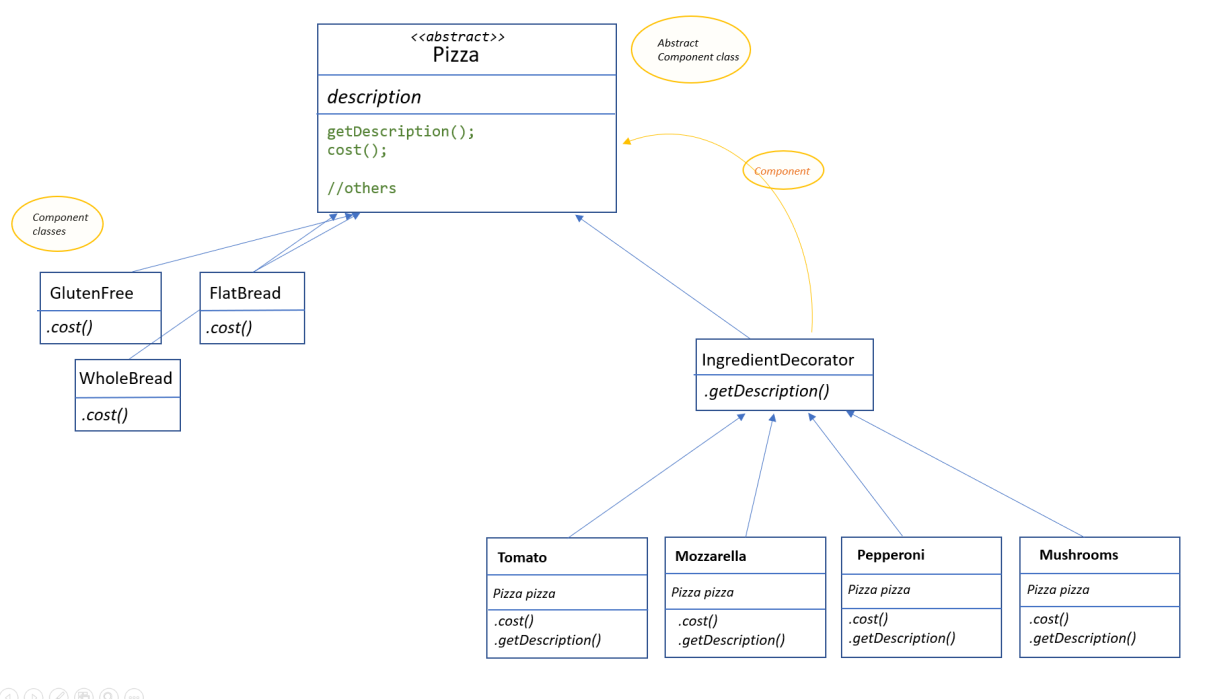 <<abstract>>
Pizza
description
getDescription();
cost();
//others
Abstract
Component class
Component
Component
classes
GlutenFree
.cost()
FlatBread
.cost()
WholeBread
.cost()
IngredientDecorator
.getDescription()
Tomato
Pizza pizza
.cost()
.getDescription()
Mozzarella
Pizza pizza
.cost()
.getDescription()
Pepperoni
Pizza pizza
.cost()
.getDescription()
Mushrooms
Pizza pizza
.cost()
.getDescription()